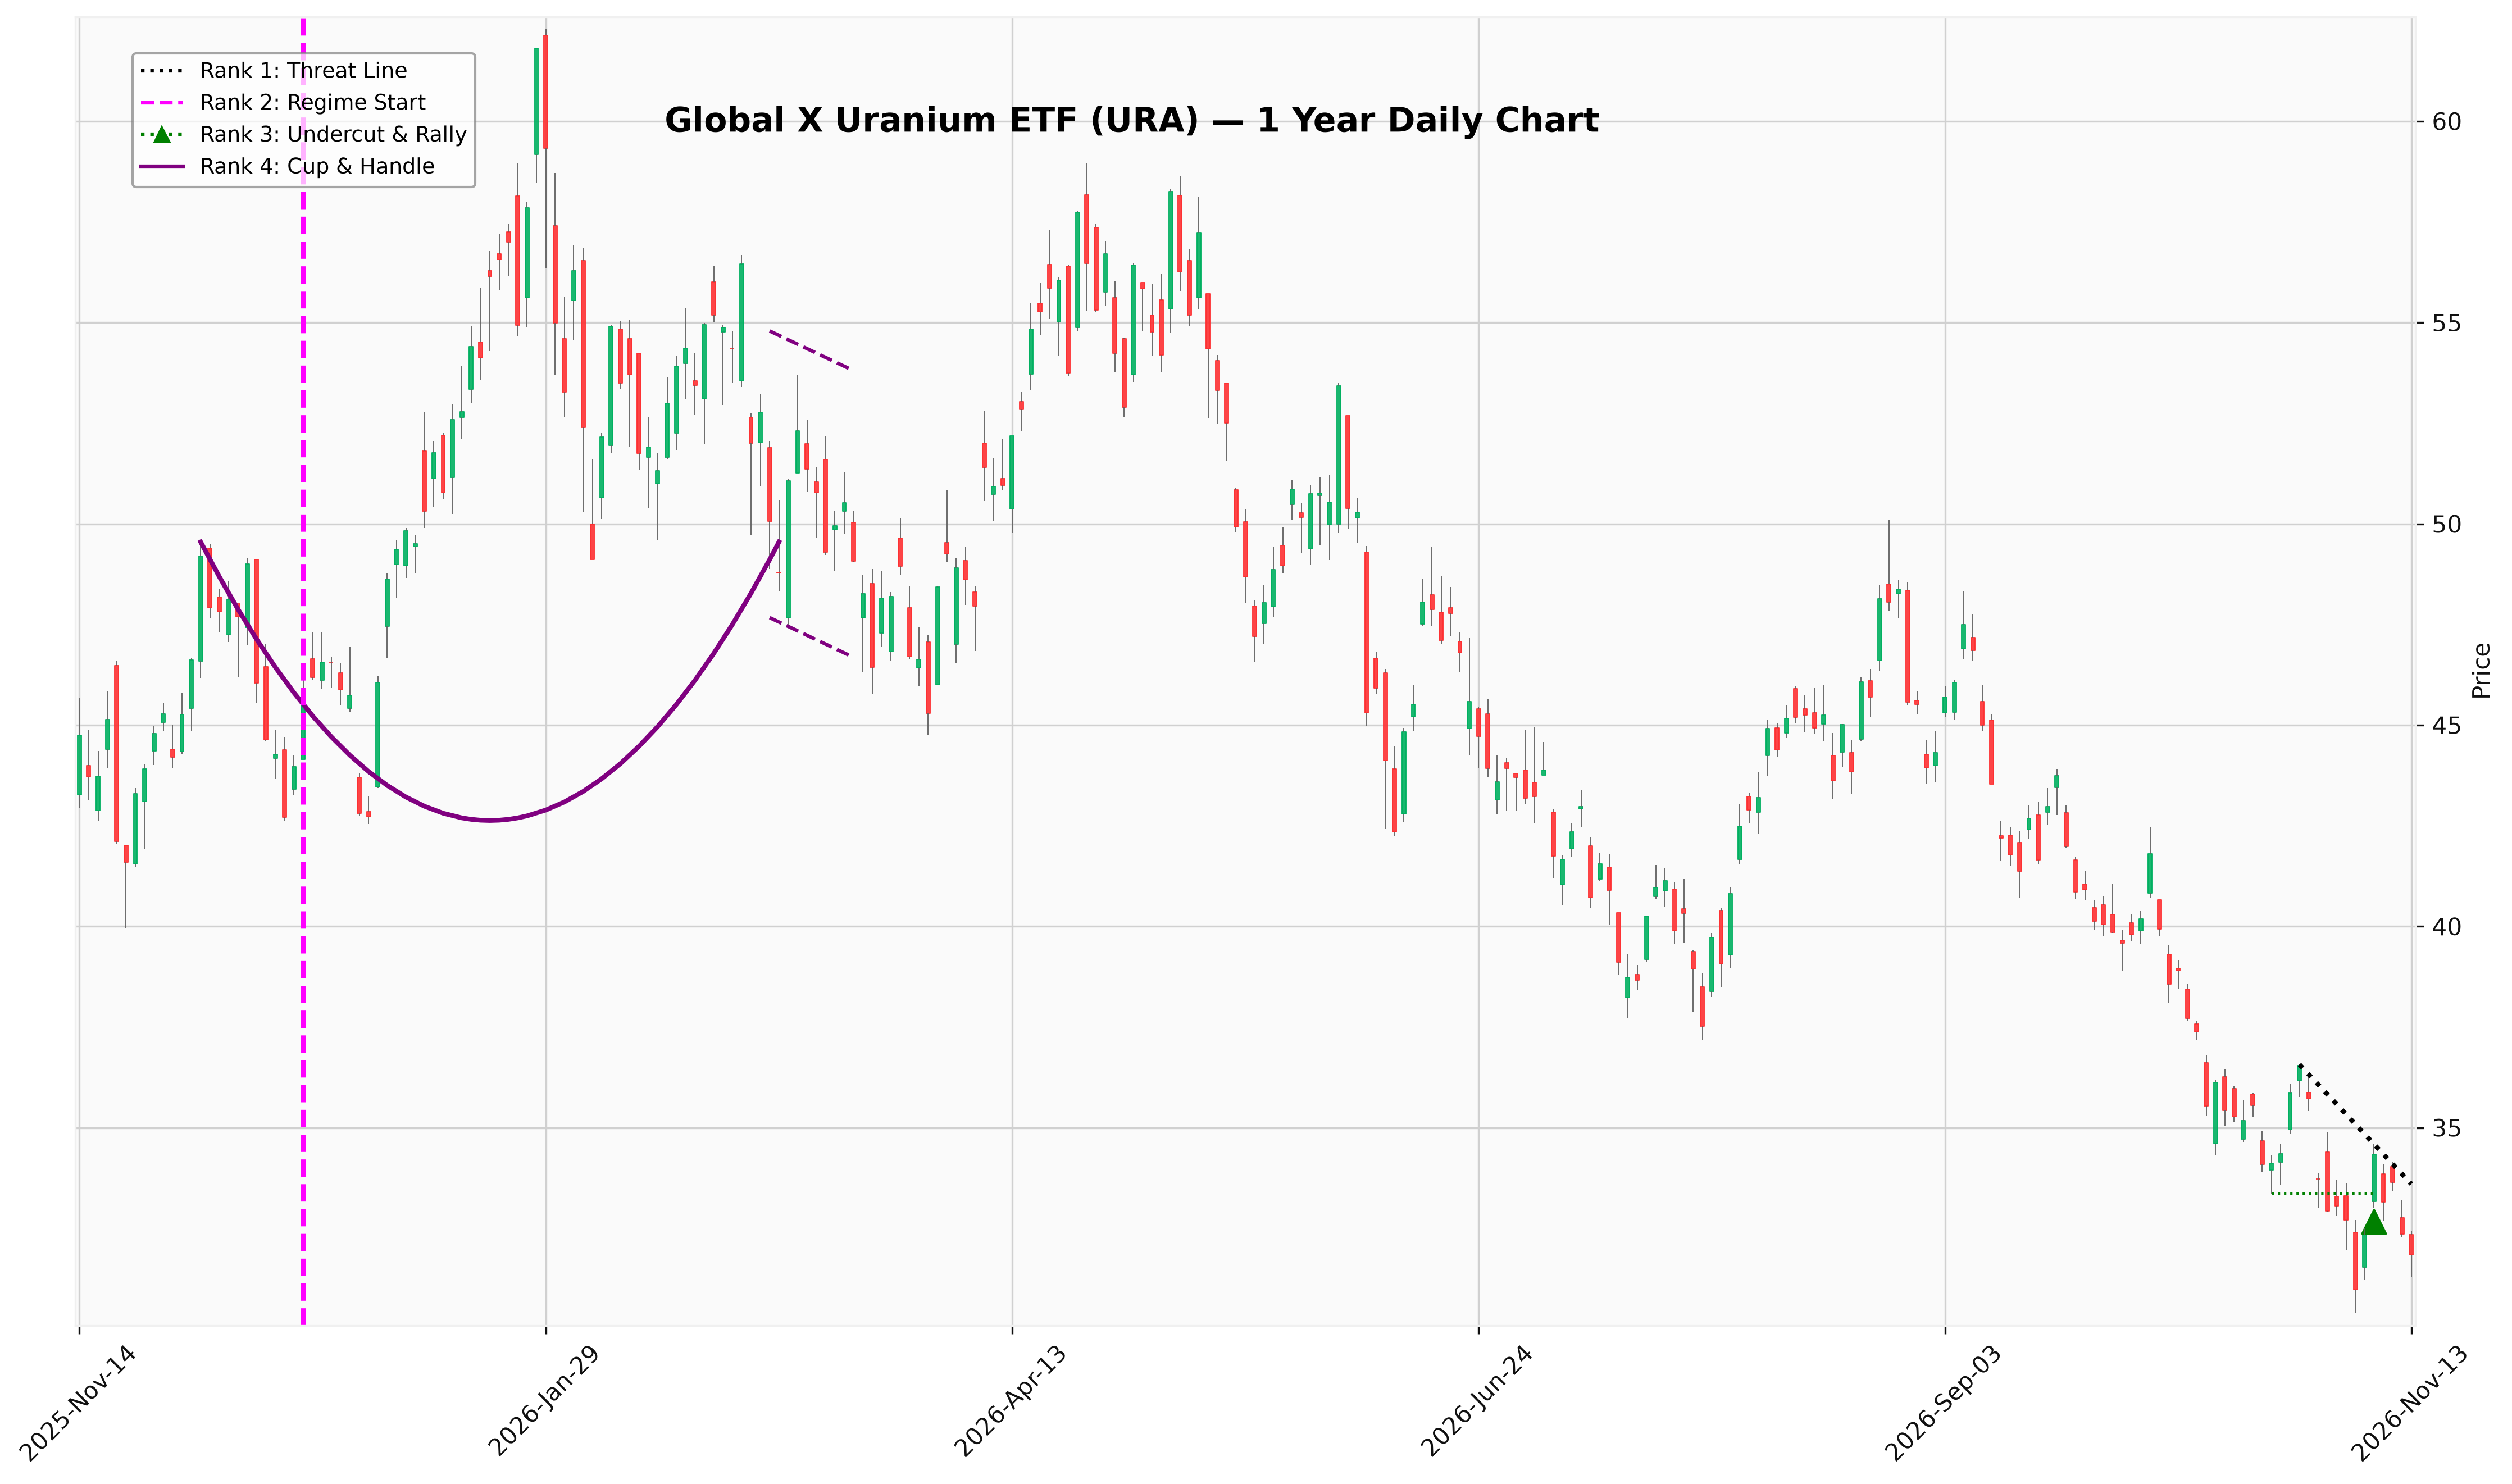 Rank 1: Threat Line
Rank 2: Regime Start
Rank 3: Undercut & Rally
Rank 4: Cup & Handle
Global X Uranium ETF (URA) — 1 Year Daily Chart
60
55
50
45
40
35
Price
2025-Nov-14
2026-Jan-29
2026-Apr-13
2026-Jun-24
2026-Sep-03
2026-Nov-13